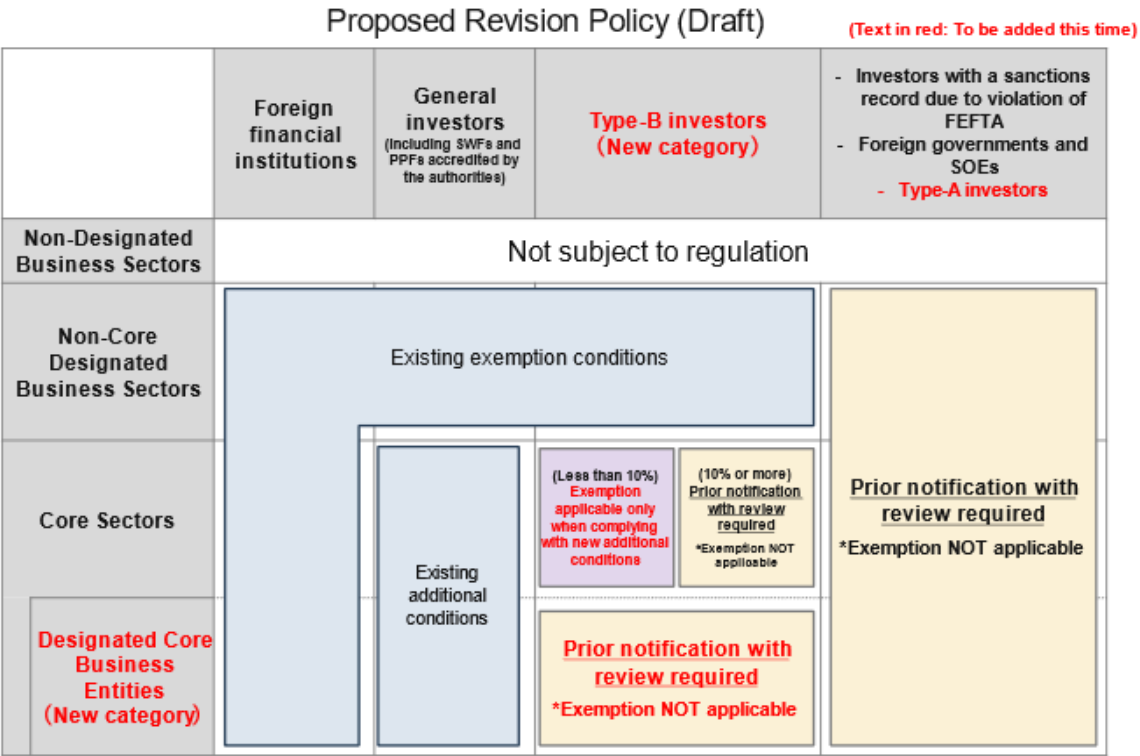 Proposed Revision Policy (Draft)
(Text in red: To be added this time)
Foreign
financial
institutions
General
investors
(Including SWFs and
PPFs accredited by
the authorities)
Type-B investors
(New category)
- Investors with a sanctions
record due to violation of
FEFTA
- Foreign governments and
SOEs
- Type-A investors
Non-Designated
Business Sectors
Not subject to regulation
Non-Core
Designated
Business Sectors
Existing exemption conditions
Core Sectors
Existing
additional
conditions
(Less than 10%)
Exemption
applicable only
when complying
with new additional
conditions
(10% or more)
Prior notification
with review
required
*Exemption NOT
applicable
Prior notification with
review required
*Exemption NOT applicable
Designated Core
Business
Entities
(New category)
Prior notification with
review required
*Exemption NOT applicable